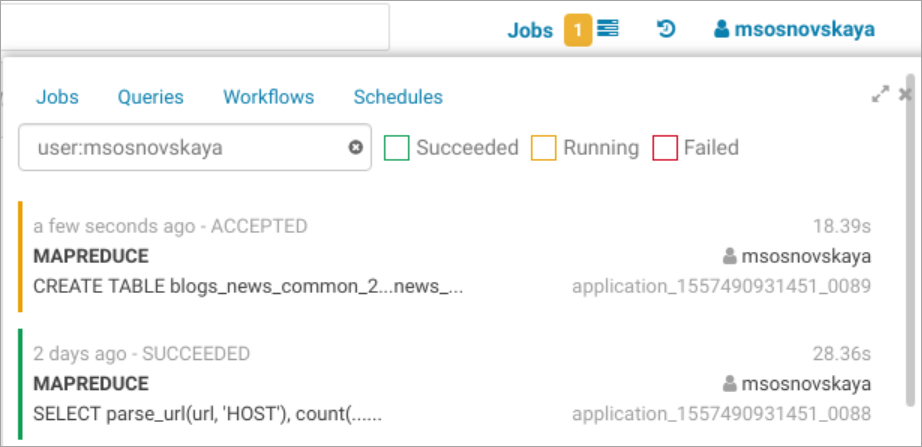 Jobs 1 msosnovskaya
Jobs Queries Workflows Schedules
user:msosnovskaya Succeeded Running Failed
a few seconds ago - ACCEPTED 18.39s
MAPREDUCE msosnovskaya
CREATE TABLE blogs_news_common_2...news_... application_1557490931451_0089
2 days ago - SUCCEEDED 28.36s
MAPREDUCE msosnovskaya
SELECT parse_url(url, 'HOST'), count(...... application_1557490931451_0088